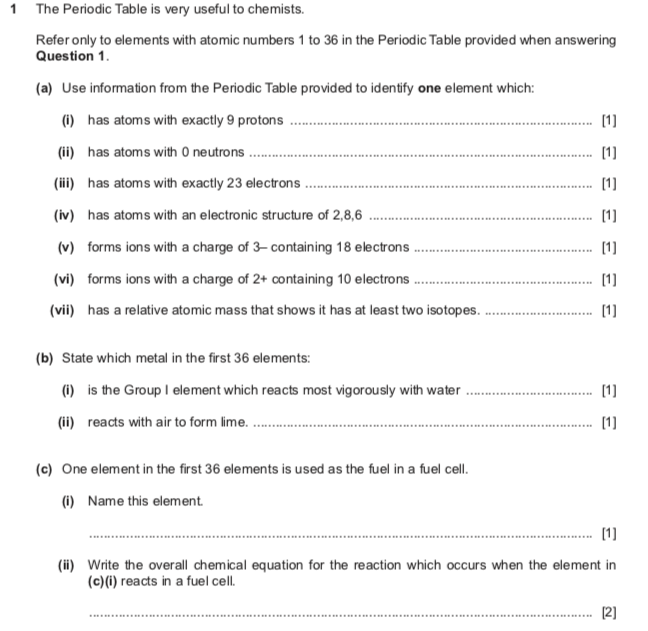 1 The Periodic Table is very useful to chemists.
Refer only to elements with atomic numbers 1 to 36 in the Periodic Table provided when answering
Question 1.
(a) Use information from the Periodic Table provided to identify one element which:
(i) has atoms with exactly 9 protons ........................................ [1]
(ii) has atoms with 0 neutrons ........................................ [1]
(iii) has atoms with exactly 23 electrons ........................................ [1]
(iv) has atoms with an electronic structure of 2,8,6 ........................................ [1]
(v) forms ions with a charge of 3– containing 18 electrons ........................................ [1]
(vi) forms ions with a charge of 2+ containing 10 electrons ........................................ [1]
(vii) has a relative atomic mass that shows it has at least two isotopes. ........................................ [1]
(b) State which metal in the first 36 elements:
(i) is the Group I element which reacts most vigorously with water ........................................ [1]
(ii) reacts with air to form lime. ........................................ [1]
(c) One element in the first 36 elements is used as the fuel in a fuel cell.
(i) Name this element.
........................................ [1]
(ii) Write the overall chemical equation for the reaction which occurs when the element in
(c)(i) reacts in a fuel cell.
........................................ [2]